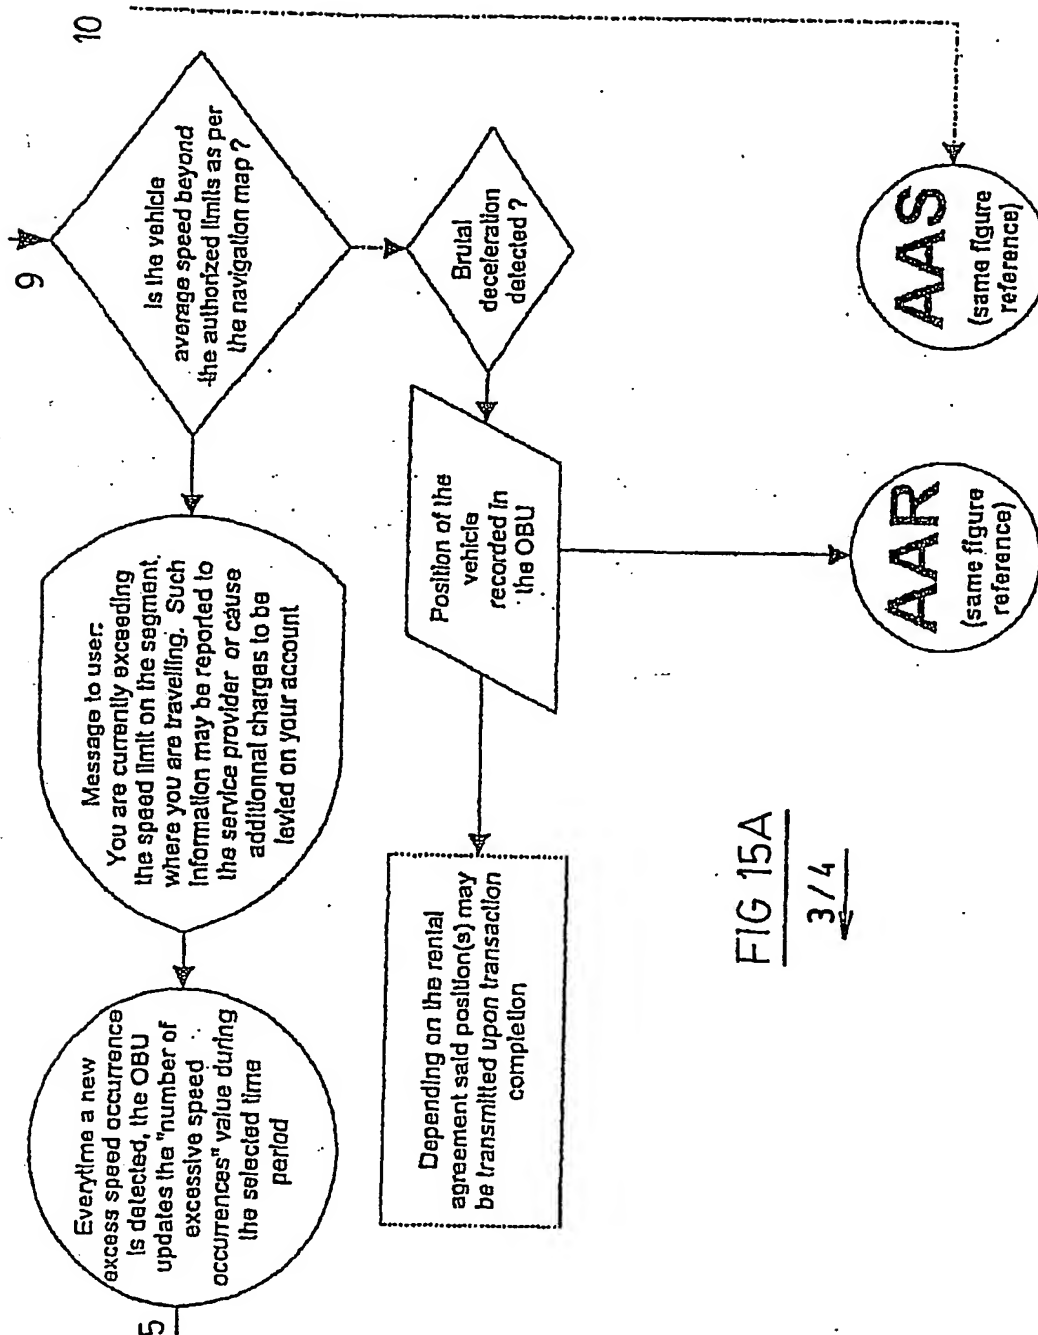 10
9
Is the vehicle
average speed beyond
the authorized limits as per
the navigation map ?
Brutal
deceleration
detected ?
Message to user:
You are currently exceeding
the speed limit on the segment.
where you are travelling. Such
information may be reported to
the service provider or cause
additionnal charges to be
levied on your account
Position of the
vehicle
recorded in
the OBU
Everytime a new
excess speed occurrence
is detected, the OBU
updates the "number of
excessive speed
occurrences" value during
the selected time
period
5
Depending on the rental
agreement said position(s) may
be transmitted upon transaction
completion
AAS
(same figure
reference)
AAR
(same figure
reference)
FIG 15A
3/4